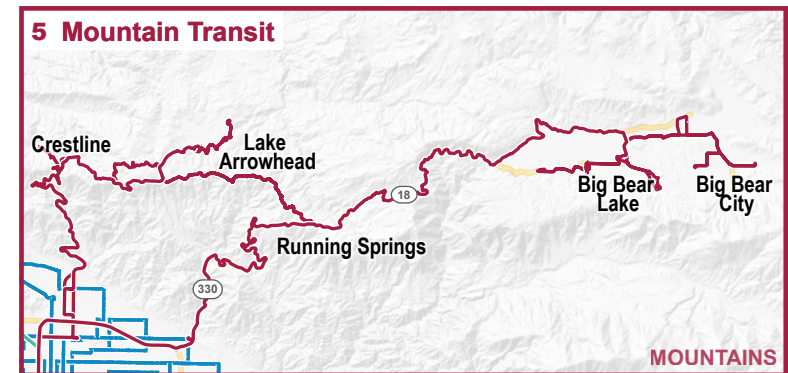 5 Mountain Transit
Crestline
Lake
Arrowhead
18
Big Bear
Lake
Big Bear
City
Running Springs
330
MOUNTAINS